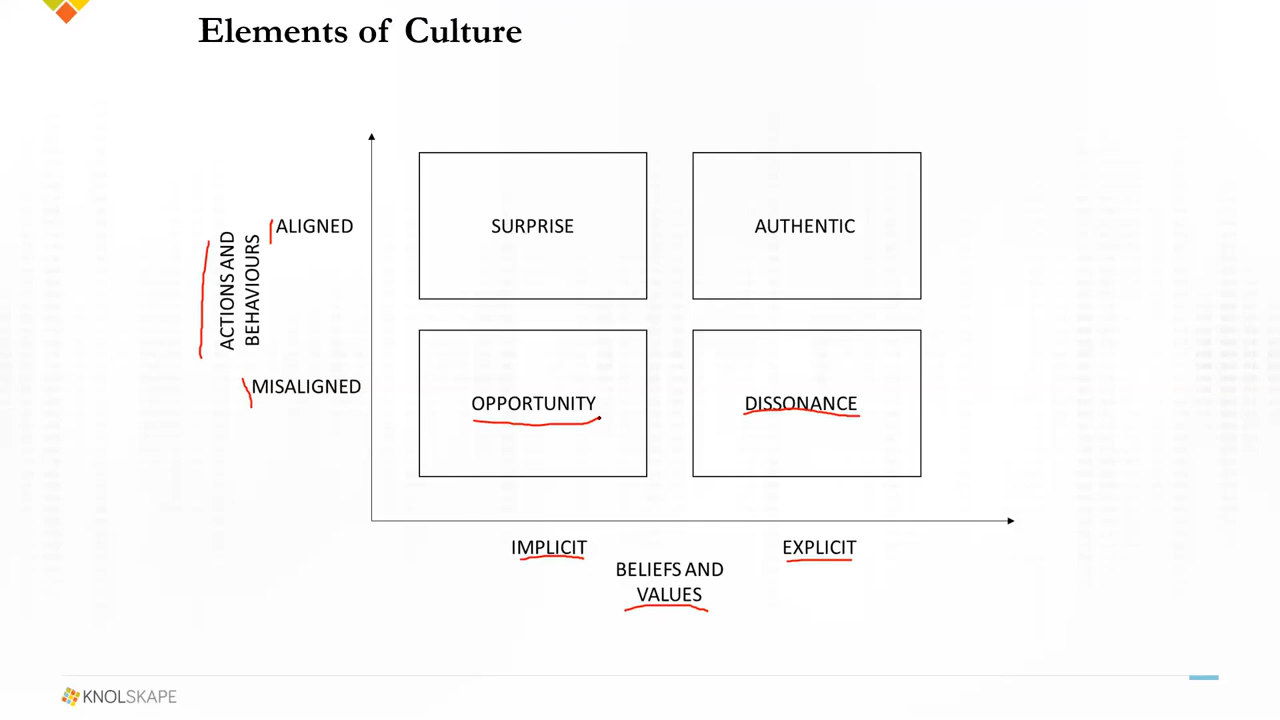 Elements of Culture
ACTIONS AND
BEHAVIOURS
ALIGNED
MISALIGNED
SURPRISE
AUTHENTIC
OPPORTUNITY
DISSONANCE
IMPLICIT
EXPLICIT
BELIEFS AND
VALUES
KNOLSKAPE